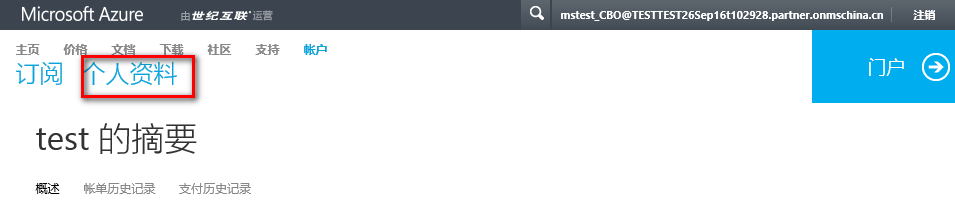 Microsoft Azure 由世纪互联运营 mstest_CBO@TESTTEST26Sep16t102928.partner.onmschina.cn 注销
主页 价格 文档 下载 社区 支持 帐户
订阅 个人资料 门户
test 的摘要
概述 帐单历史记录 支付历史记录